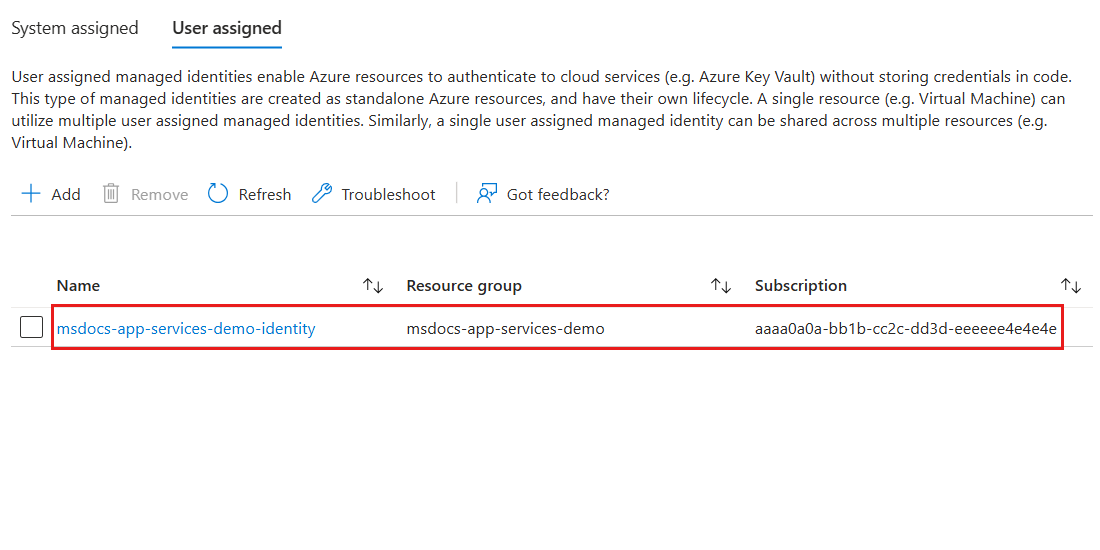 System assigned User assigned
User assigned managed identities enable Azure resources to authenticate to cloud services (e.g. Azure Key Vault) without storing credentials in code.
This type of managed identities are created as standalone Azure resources, and have their own lifecycle. A single resource (e.g. Virtual Machine) can
utilize multiple user assigned managed identities. Similarly, a single user assigned managed identity can be shared across multiple resources (e.g.
Virtual Machine).
Add Remove Refresh Troubleshoot Got feedback?
Name Resource group Subscription
msdocs-app-services-demo-identity msdocs-app-services-demo aaaa0a0a-bb1b-cc2c-dd3d-eeeeee4e4e4e